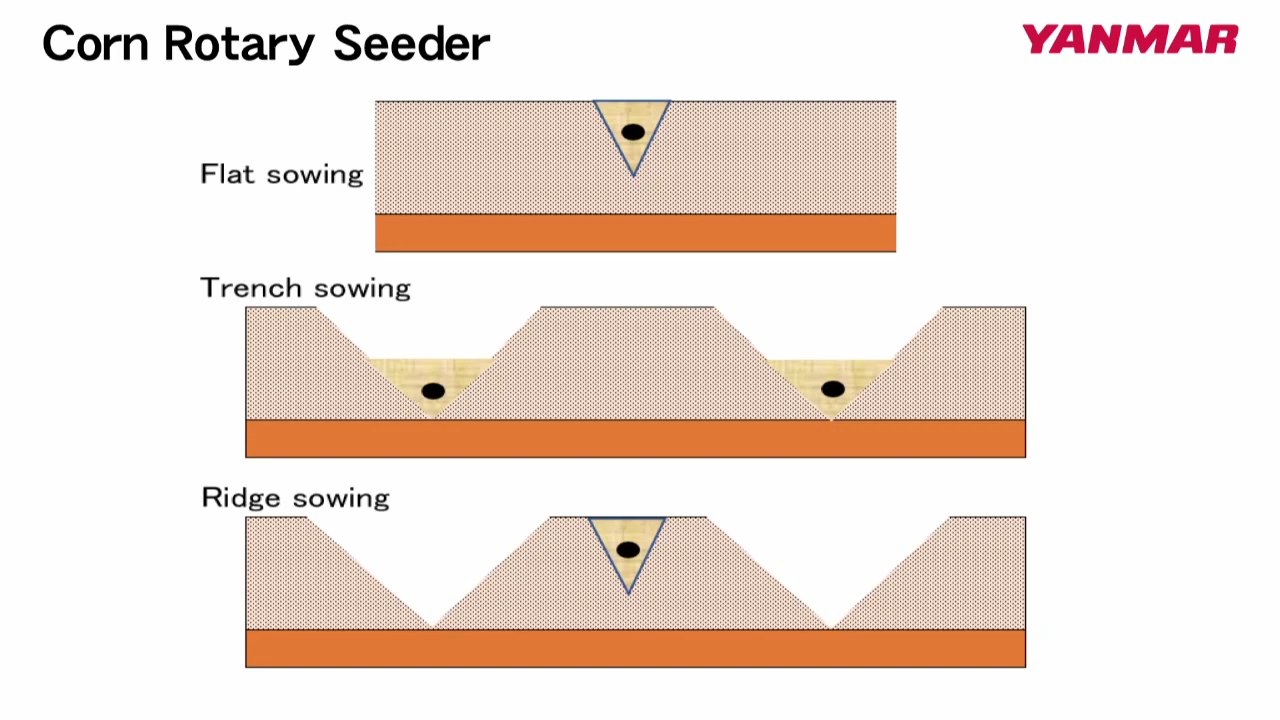 Corn Rotary Seeder
YANMAR
Flat sowing
Trench sowing
Ridge sowing